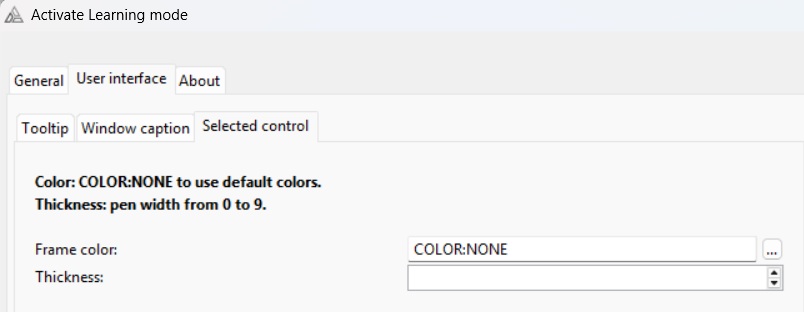 Activate Learning mode
General User interface About
Tooltip Window caption Selected control
Color: COLOR:NONE to use default colors.
Thickness: pen width from 0 to 9.
Frame color: COLOR:NONE ...
Thickness: